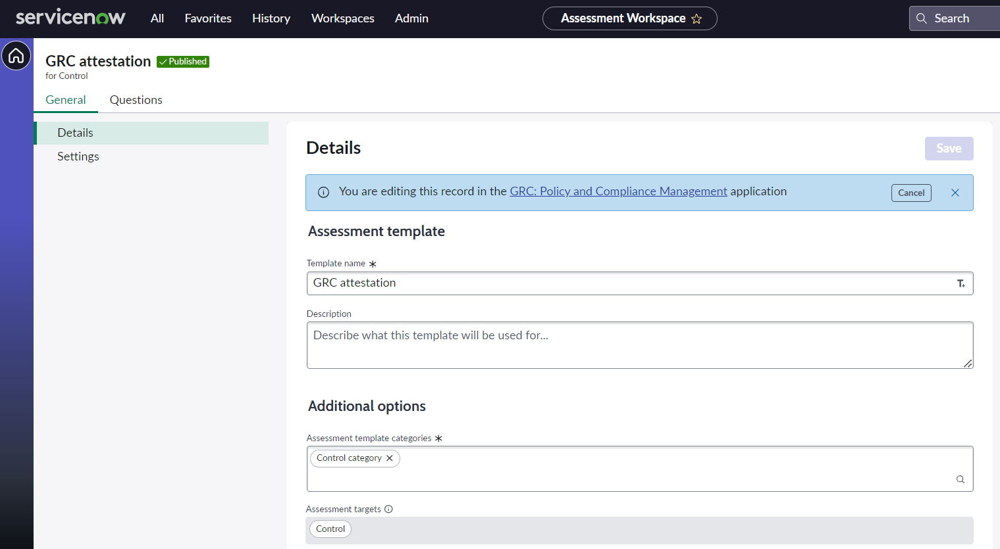 servicenow All Favorites History Workspaces Admin Assessment Workspace Search
GRC attestation Published
for Control
General Questions
Details
Settings
Details
Save
You are editing this record in the GRC: Policy and Compliance Management application Cancel
Assessment template
Template name *
GRC attestation
Description
Describe what this template will be used for...
Additional options
Assessment template categories *
Control category
Assessment targets
Control